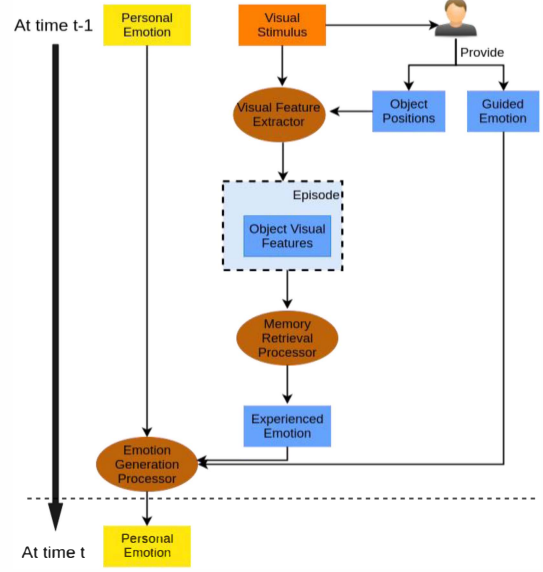 At time t-1
Personal
Emotion
Visual
Stimulus
Provide
Visual Feature
Extractor
Object
Positions
Guided
Emotion
Episode
Object Visual
Features
Memory
Retrieval
Processor
Experienced
Emotion
Emotion
Generation
Processor
At time t
Personal
Emotion